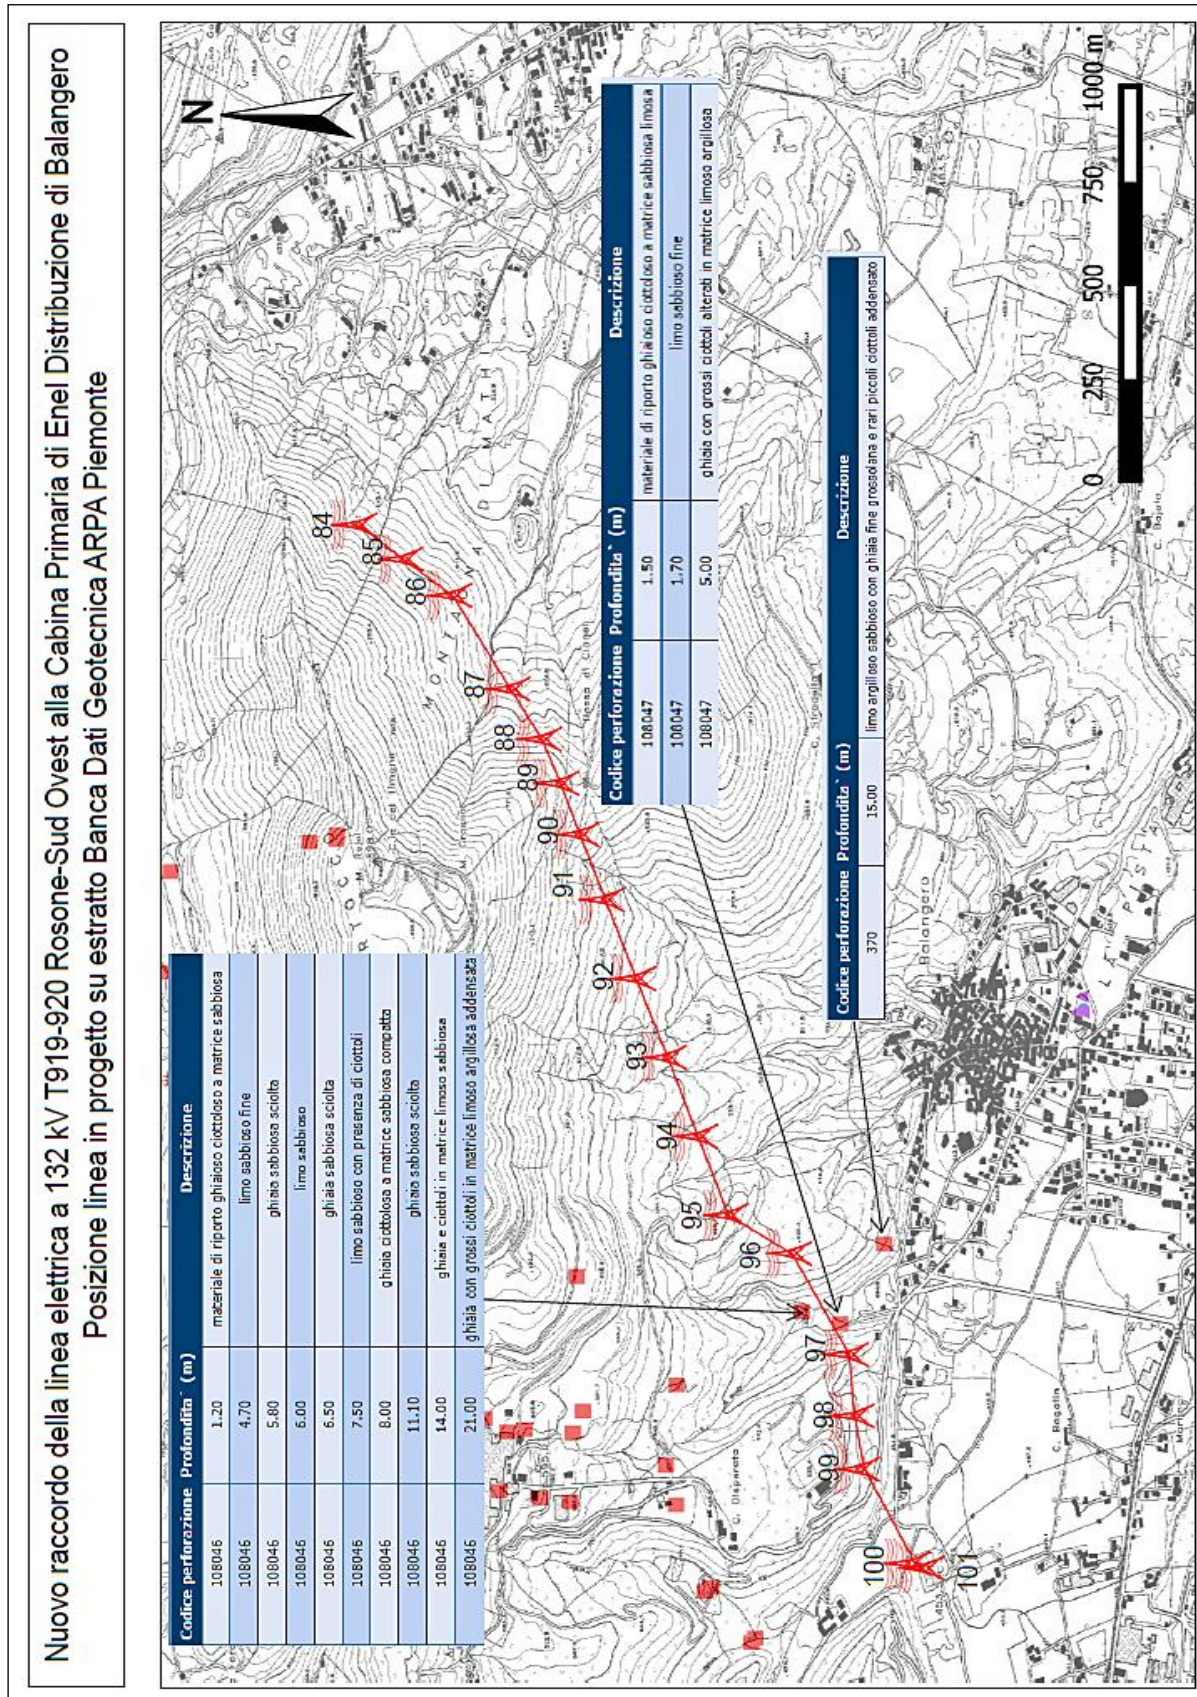 Nuovo raccordo della linea elettrica a 132 kV T919-920 Rosone-Sud Ovest alla Cabina Primaria di Enel Distribuzione di Balangero
Posizione linea in progetto su estratto Banca Dati Geotecnica ARPA Piemonte
N
Codice perforazione Profondita` (m) Descrizione
108046 1.20 materiale di riporto ghiaioso ciottoloso a matrice sabbiosa
108046 4.70 limo sabbioso fine
108046 5.80 ghiaia sabbiosa sciolta
108046 6.00 limo sabbioso
108046 6.50 ghiaia sabbiosa sciolta
108046 7.50 limo sabbioso con presenza di ciottoli
108046 8.00 ghiaia ciottolosa a matrice sabbiosa compatta
108046 11.10 ghiaia sabbiosa sciolta
108046 14.00 ghiaia e ciottoli in matrice limoso sabbiosa
108046 21.00 ghiaia con grossi ciottoli in matrice limoso argillosa addensata
84
85
86
87
88
89
90
91
92
93
94
95
96
97
98
99
100
101
Codice perforazione Profondita` (m) Descrizione
108047 1.50 materiale di riporto ghiaioso ciottoloso a matrice sabbiosa limosa
108047 1.70 limo sabbioso fine
108047 5.00 ghiaia con grossi ciottoli alterati in matrice limoso argillosa
Codice perforazione Profondita` (m) Descrizione
370 15.00 limo argilloso sabbioso con ghiaia fine grossolana e rari piccoli ciottoli addensato
Balangero
C. Disperata
C. Rogatin
C. Bajola
0 250 500 750 1000 m